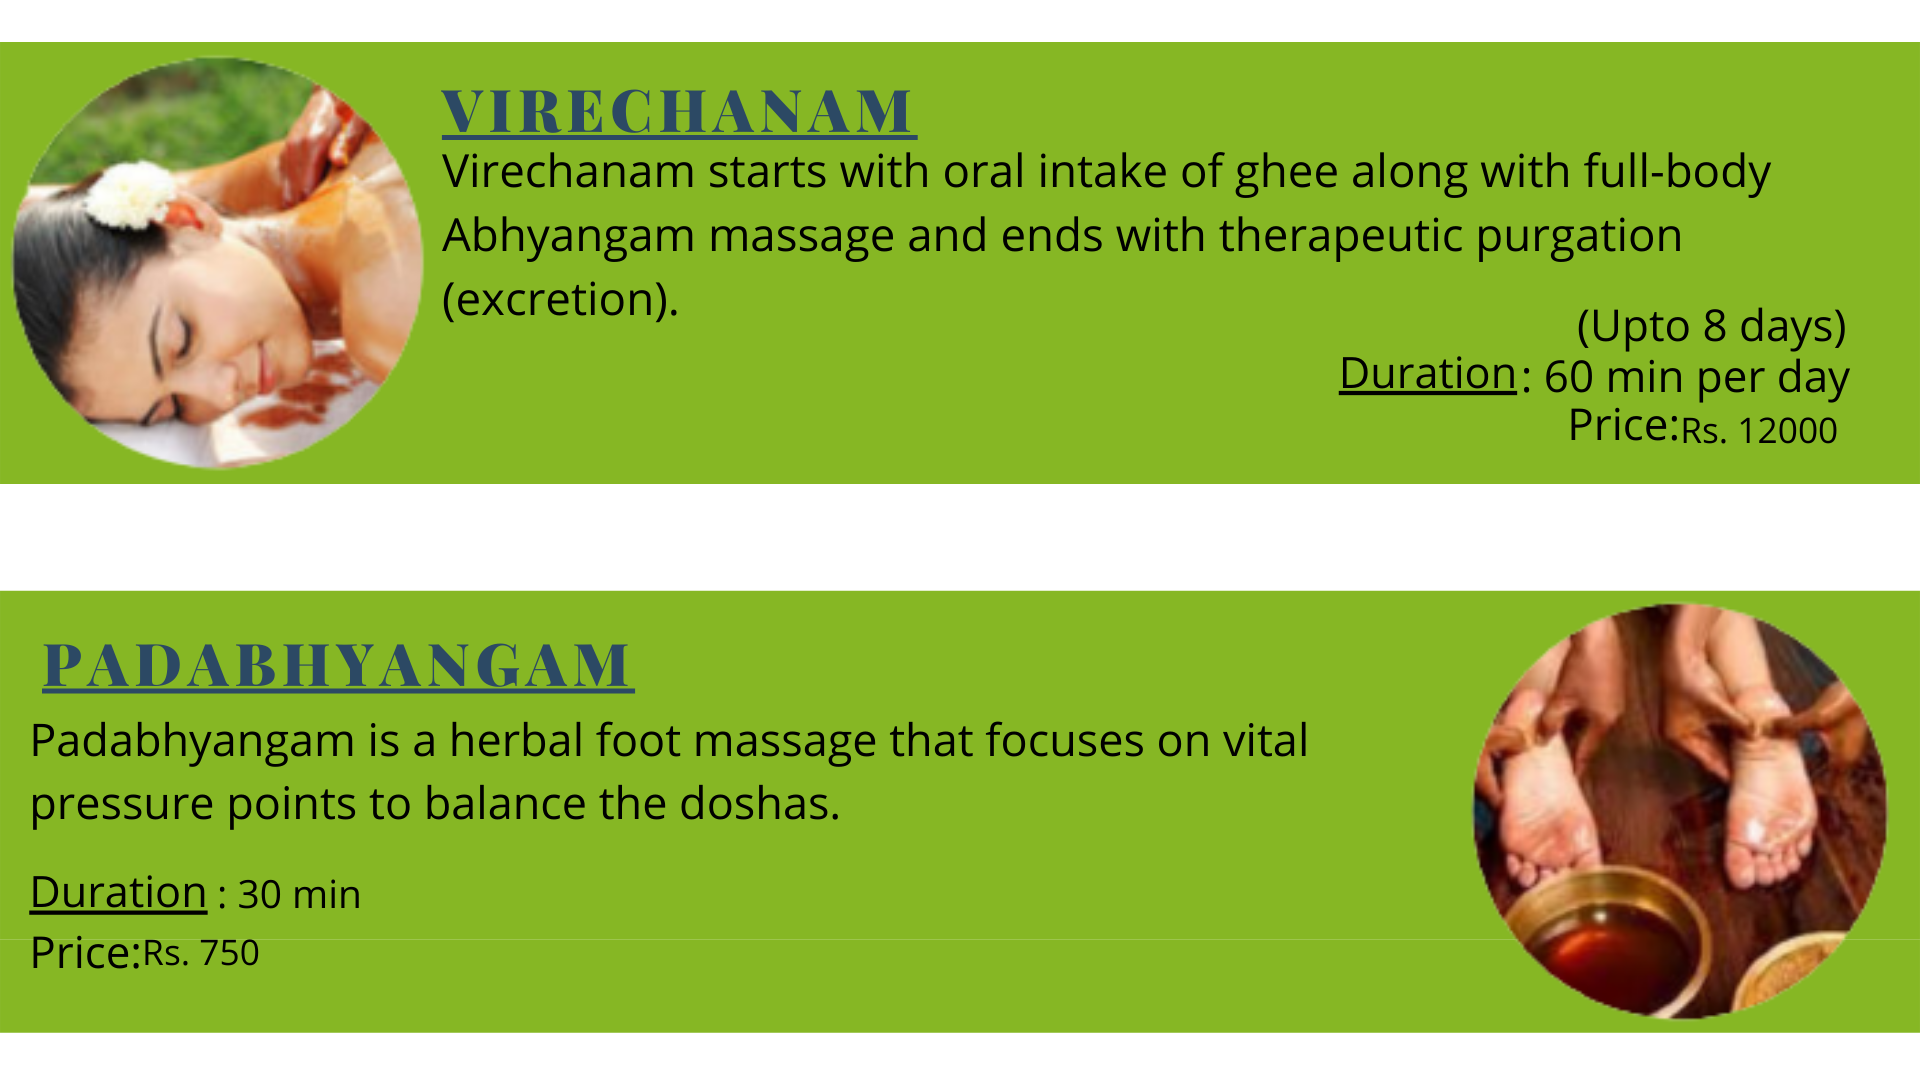 VIRECHANAM
Virechanam starts with oral intake of ghee along with full-body
Abhyangam massage and ends with therapeutic purgation
(excretion).
(Upto 8 days)
Duration: 60 min per day
Price:Rs. 12000
PADABHYANGAM
Padabhyangam is a herbal foot massage that focuses on vital
pressure points to balance the doshas.
Duration : 30 min
Price:Rs. 750